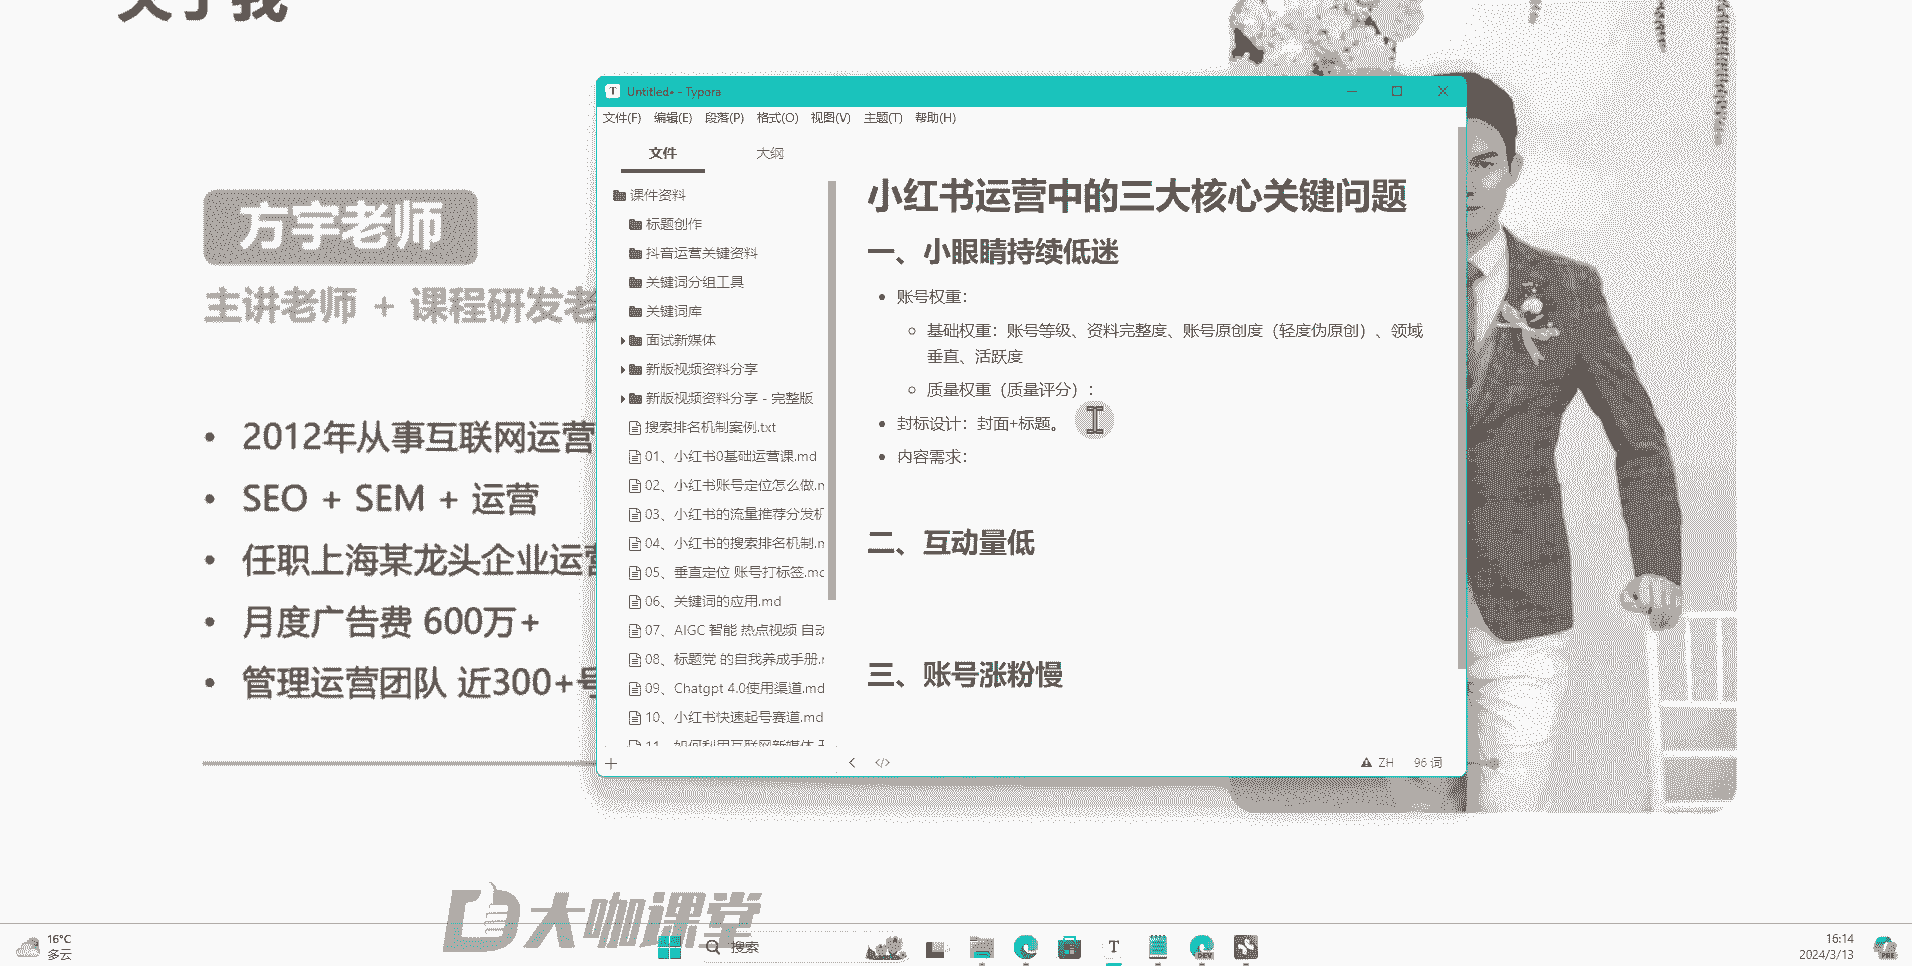 关于我
方宇老师
主讲老师 + 课程研发老
2012年从事互联网运营
SEO + SEM + 运营
任职上海某龙头企业运营
月度广告费 600万+
管理运营团队 近300+号
Untitled• - Typora
文件(F) 编辑(E) 段落(P) 格式(O) 视图(V) 主题(T) 帮助(H)
文件 大纲
课件资料
标题创作
抖音运营关键资料
关键词分组工具
关键词库
面试新媒体
新版视频资料分享
新版视频资料分享 - 完整版
搜索排名机制案例.txt
01、小红书0基础运营课.md
02、小红书账号定位怎么做.m
03、小红书的流量推荐分发机
04、小红书的搜索排名机制.m
05、垂直定位 账号打标签.md
06、关键词的应用.md
07、AIGC 智能 热点视频 自动
08、标题党 的自我养成手册.m
09、Chatgpt 4.0使用渠道.md
10、小红书快速起号赛道.md
11、如何利用互联网新媒体
小红书运营中的三大核心关键问题
一、小眼睛持续低迷
账号权重：
基础权重：账号等级、资料完整度、账号原创度（轻度伪原创）、领域
垂直、活跃度
质量权重（质量评分）：
封标设计：封面+标题。
内容需求：
二、互动量低
三、账号涨粉慢
ZH 96 词
大咖课堂
16°C
多云
搜索
T
DEV
16:14
2024/3/13
PRE